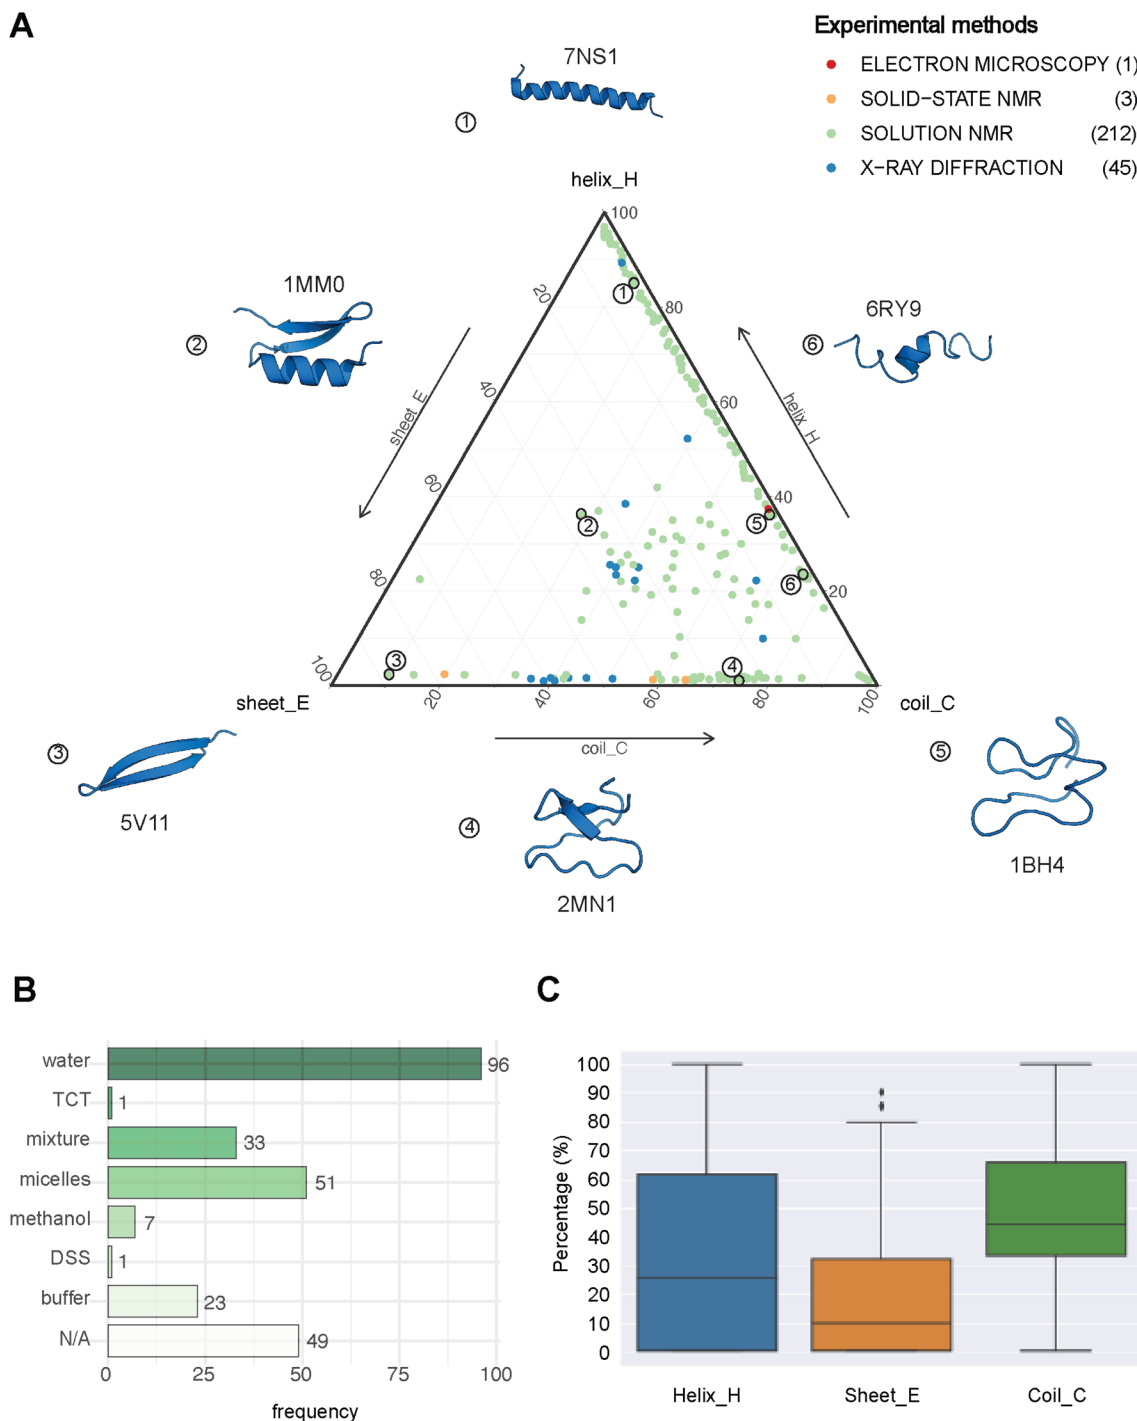 A
Experimental methods
ELECTRON MICROSCOPY (1)
SOLID-STATE NMR (3)
SOLUTION NMR (212)
X-RAY DIFFRACTION (45)
7NS1
1
helix_H
100
1MM0
2
20
1
80
6RY9
6
sheet_E
helix_H
40
60
60
40
2
5
80
6
20
3
4
100
20
40
60
80
100
sheet_E
coil_C
coil_C
3
5V11
4
2MN1
5
1BH4
B
water
96
TCT
1
mixture
33
micelles
51
methanol
7
DSS
1
buffer
23
N/A
49
0
25
50
75
100
frequency
C
Percentage (%)
100
90
80
70
60
50
40
30
20
10
0
Helix_H
Sheet_E
Coil_C